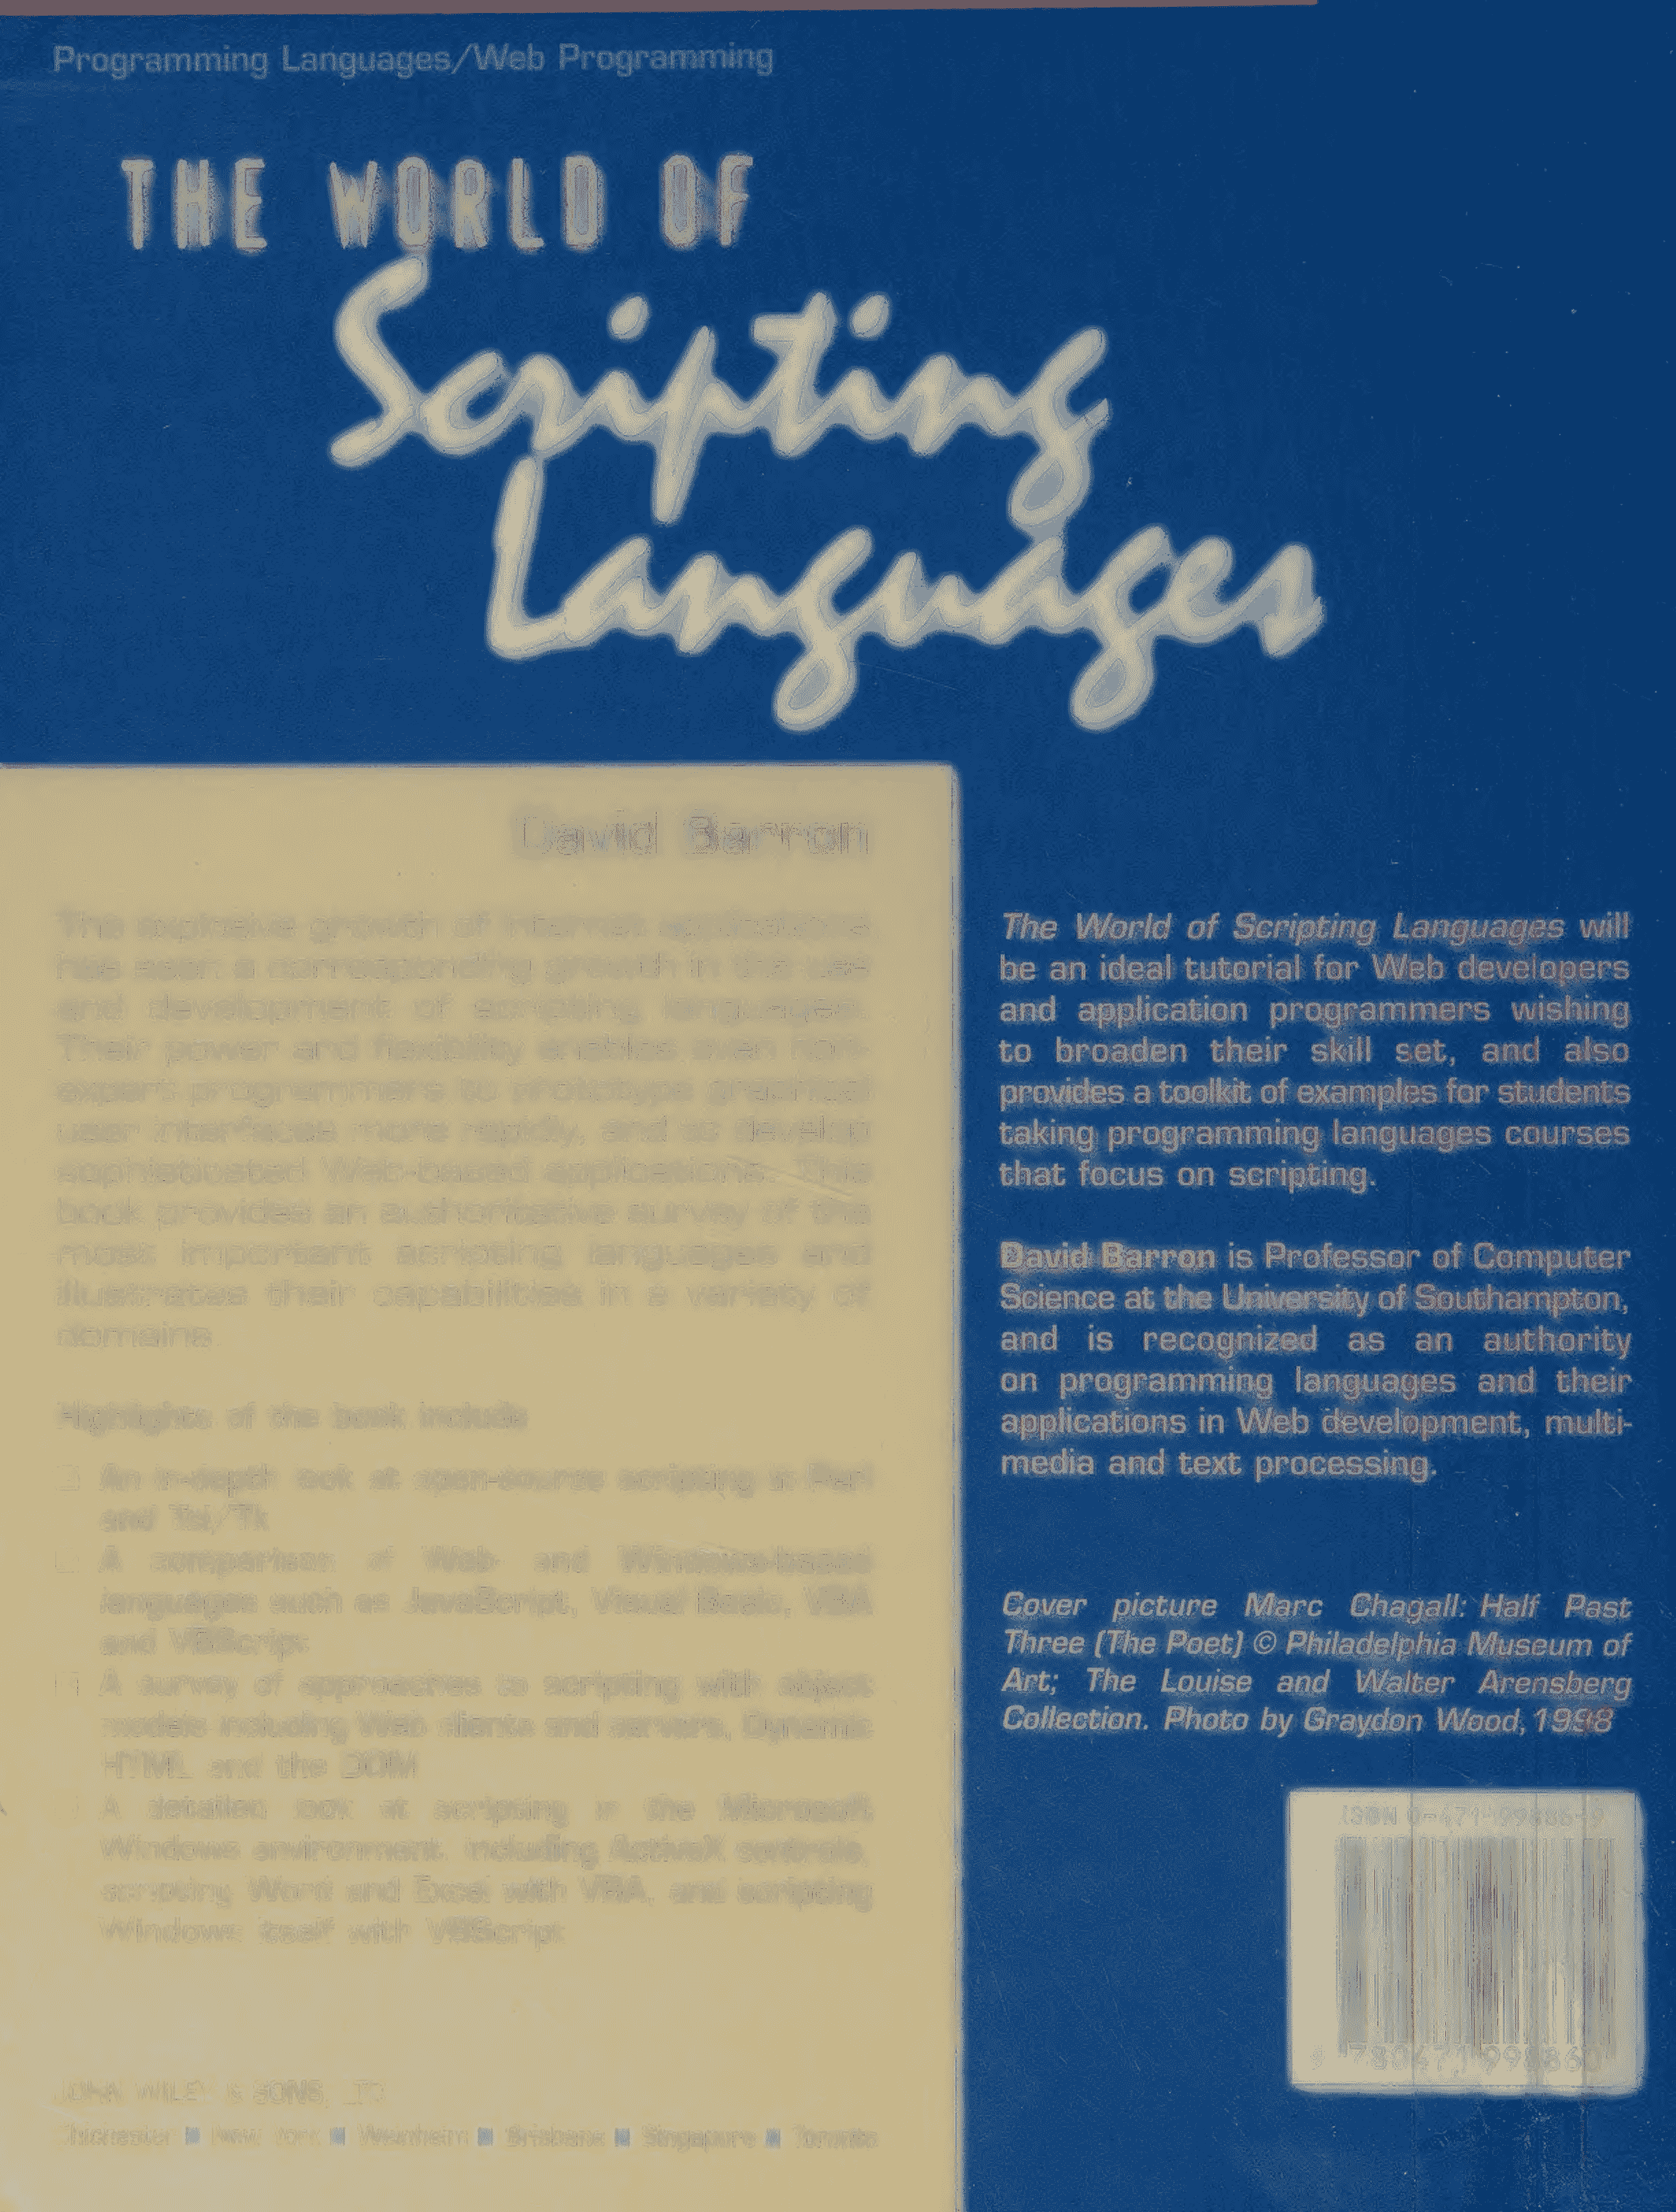 Programming Languages/Web Programming
THE WORLD OF
Scripting
Languages
David Barron
The explosive growth of Internet applications
has seen a corresponding growth in the use
and development of scripting languages.
Their power and flexibility enables even non-
expert programmers to prototype graphical
user interfaces more rapidly, and to develop
sophisticated Web-based applications. This
book provides an authoritative survey of the
most important scripting languages and
illustrates their capabilities in a variety of
domains.
Highlights of the book include
An in-depth look at open-source scripting in Perl
and Tcl/Tk
A comparison of Web- and Windows-based
languages such as JavaScript, Visual Basic, VBA
and VBScript
A survey of approaches to scripting with object
models including Web clients and servers, Dynamic
HTML and the DOM
A detailed look at scripting in the Microsoft
Windows environment, including ActiveX controls,
scripting Word and Excel with VBA, and scripting
Windows itself with VBScript
JOHN WILEY & SONS, LTD
Chichester ■ New York ■ Weinheim ■ Brisbane ■ Singapore ■ Toronto
The World of Scripting Languages will
be an ideal tutorial for Web developers
and application programmers wishing
to broaden their skill set, and also
provides a toolkit of examples for students
taking programming languages courses
that focus on scripting.
David Barron is Professor of Computer
Science at the University of Southampton,
and is recognized as an authority
on programming languages and their
applications in Web development, multi-
media and text processing.
Cover picture Marc Chagall: Half Past
Three (The Poet) © Philadelphia Museum of
Art; The Louise and Walter Arensberg
Collection. Photo by Graydon Wood, 1998
ISBN 0-471-99886-9
9 780471 998860